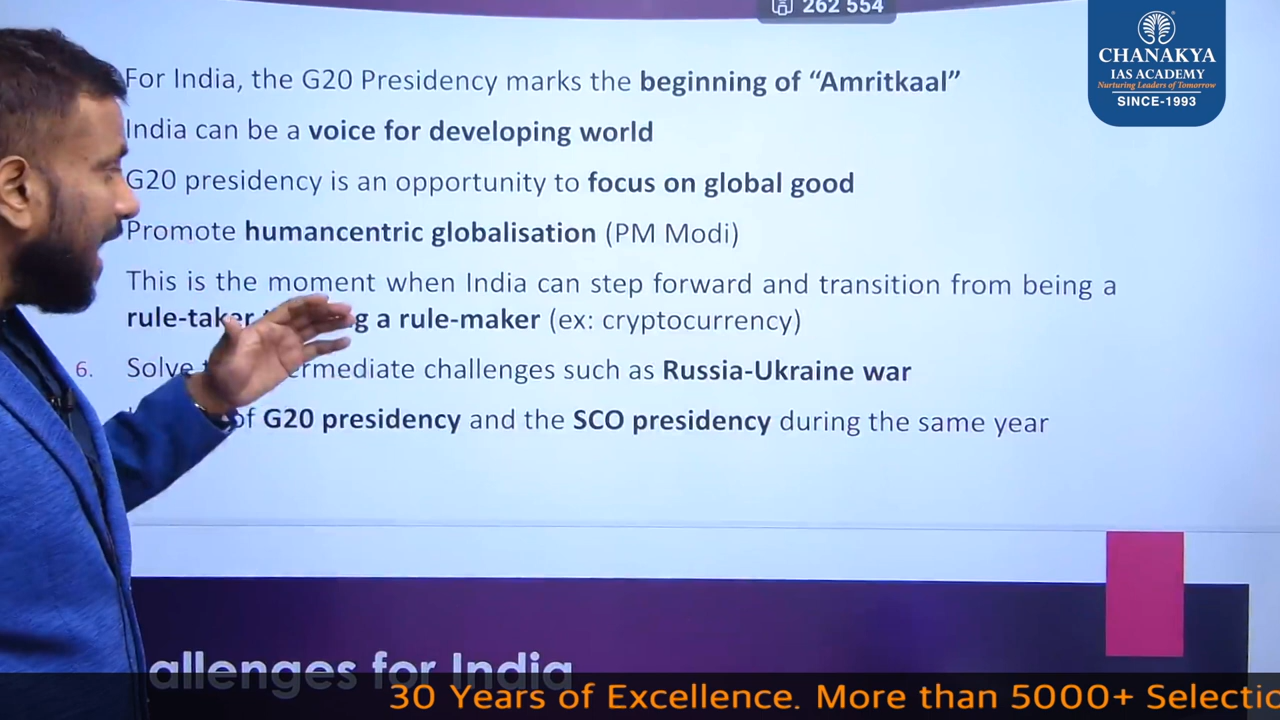 262 554
CHANAKYA
IAS ACADEMY
Nurturing Leaders of Tomorrow
SINCE-1993
For India, the G20 Presidency marks the beginning of “Amritkaal”
India can be a voice for developing world
G20 presidency is an opportunity to focus on global good
Promote humancentric globalisation (PM Modi)
This is the moment when India can step forward and transition from being a
rule-taker g a rule-maker (ex: cryptocurrency)
6. Solve challenges such as Russia-Ukraine war
of G20 presidency and the SCO presidency during the same year
allenges for India
30 Years of Excellence. More than 5000+ Selectio